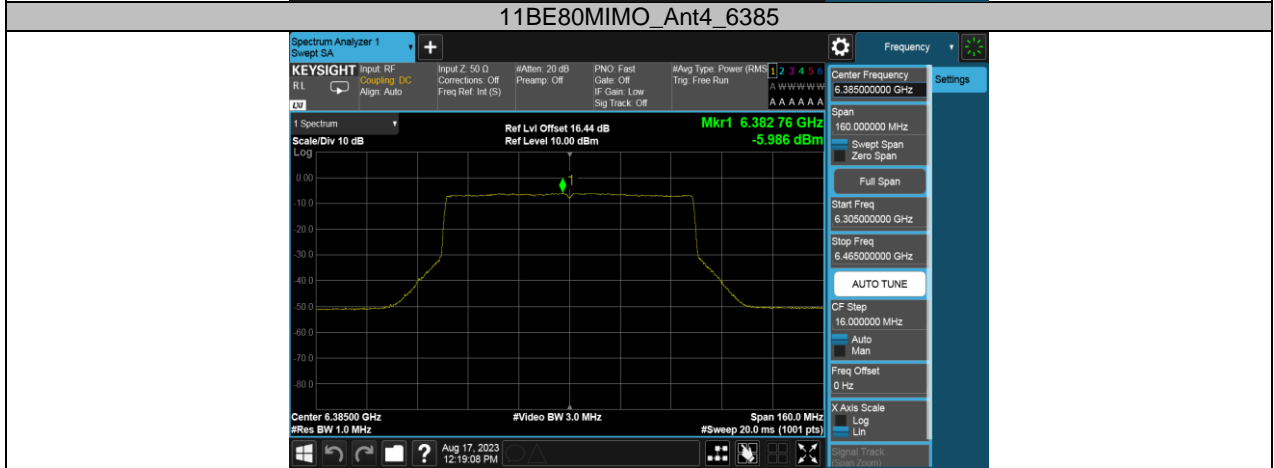 11BE80MIMO_Ant4_6385
Spectrum Analyzer 1
Swept SA
Frequency
KEYSIGHT
RL
LXI
Input: RF
Coupling: DC
Align: Auto
Input Z: 50 Ω
Corrections: Off
Freq Ref: Int (S)
#Atten: 20 dB
Preamp: Off
PNO: Fast
Gate: Off
IF Gain: Low
Sig Track: Off
#Avg Type: Power (RMS
Trig: Free Run
1 2 3 4 5 6
A W W W W W
A A A A A A
Center Frequency
6.385000000 GHz
Settings
Span
160.000000 MHz
Swept Span
Zero Span
Full Span
Start Freq
6.305000000 GHz
Stop Freq
6.465000000 GHz
AUTO TUNE
CF Step
16.000000 MHz
Auto
Man
Freq Offset
0 Hz
X Axis Scale
Log
Lin
Signal Track
(Span Zoom)
1 Spectrum
Scale/Div 10 dB
Log
Ref Lvl Offset 16.44 dB
Ref Level 10.00 dBm
Mkr1 6.382 76 GHz
-5.986 dBm
1
0.00
-10.0
-20.0
-30.0
-40.0
-50.0
-60.0
-70.0
-80.0
Center 6.38500 GHz
#Res BW 1.0 MHz
#Video BW 3.0 MHz
Span 160.0 MHz
#Sweep 20.0 ms (1001 pts)
?
Aug 17, 2023
12:19:08 PM